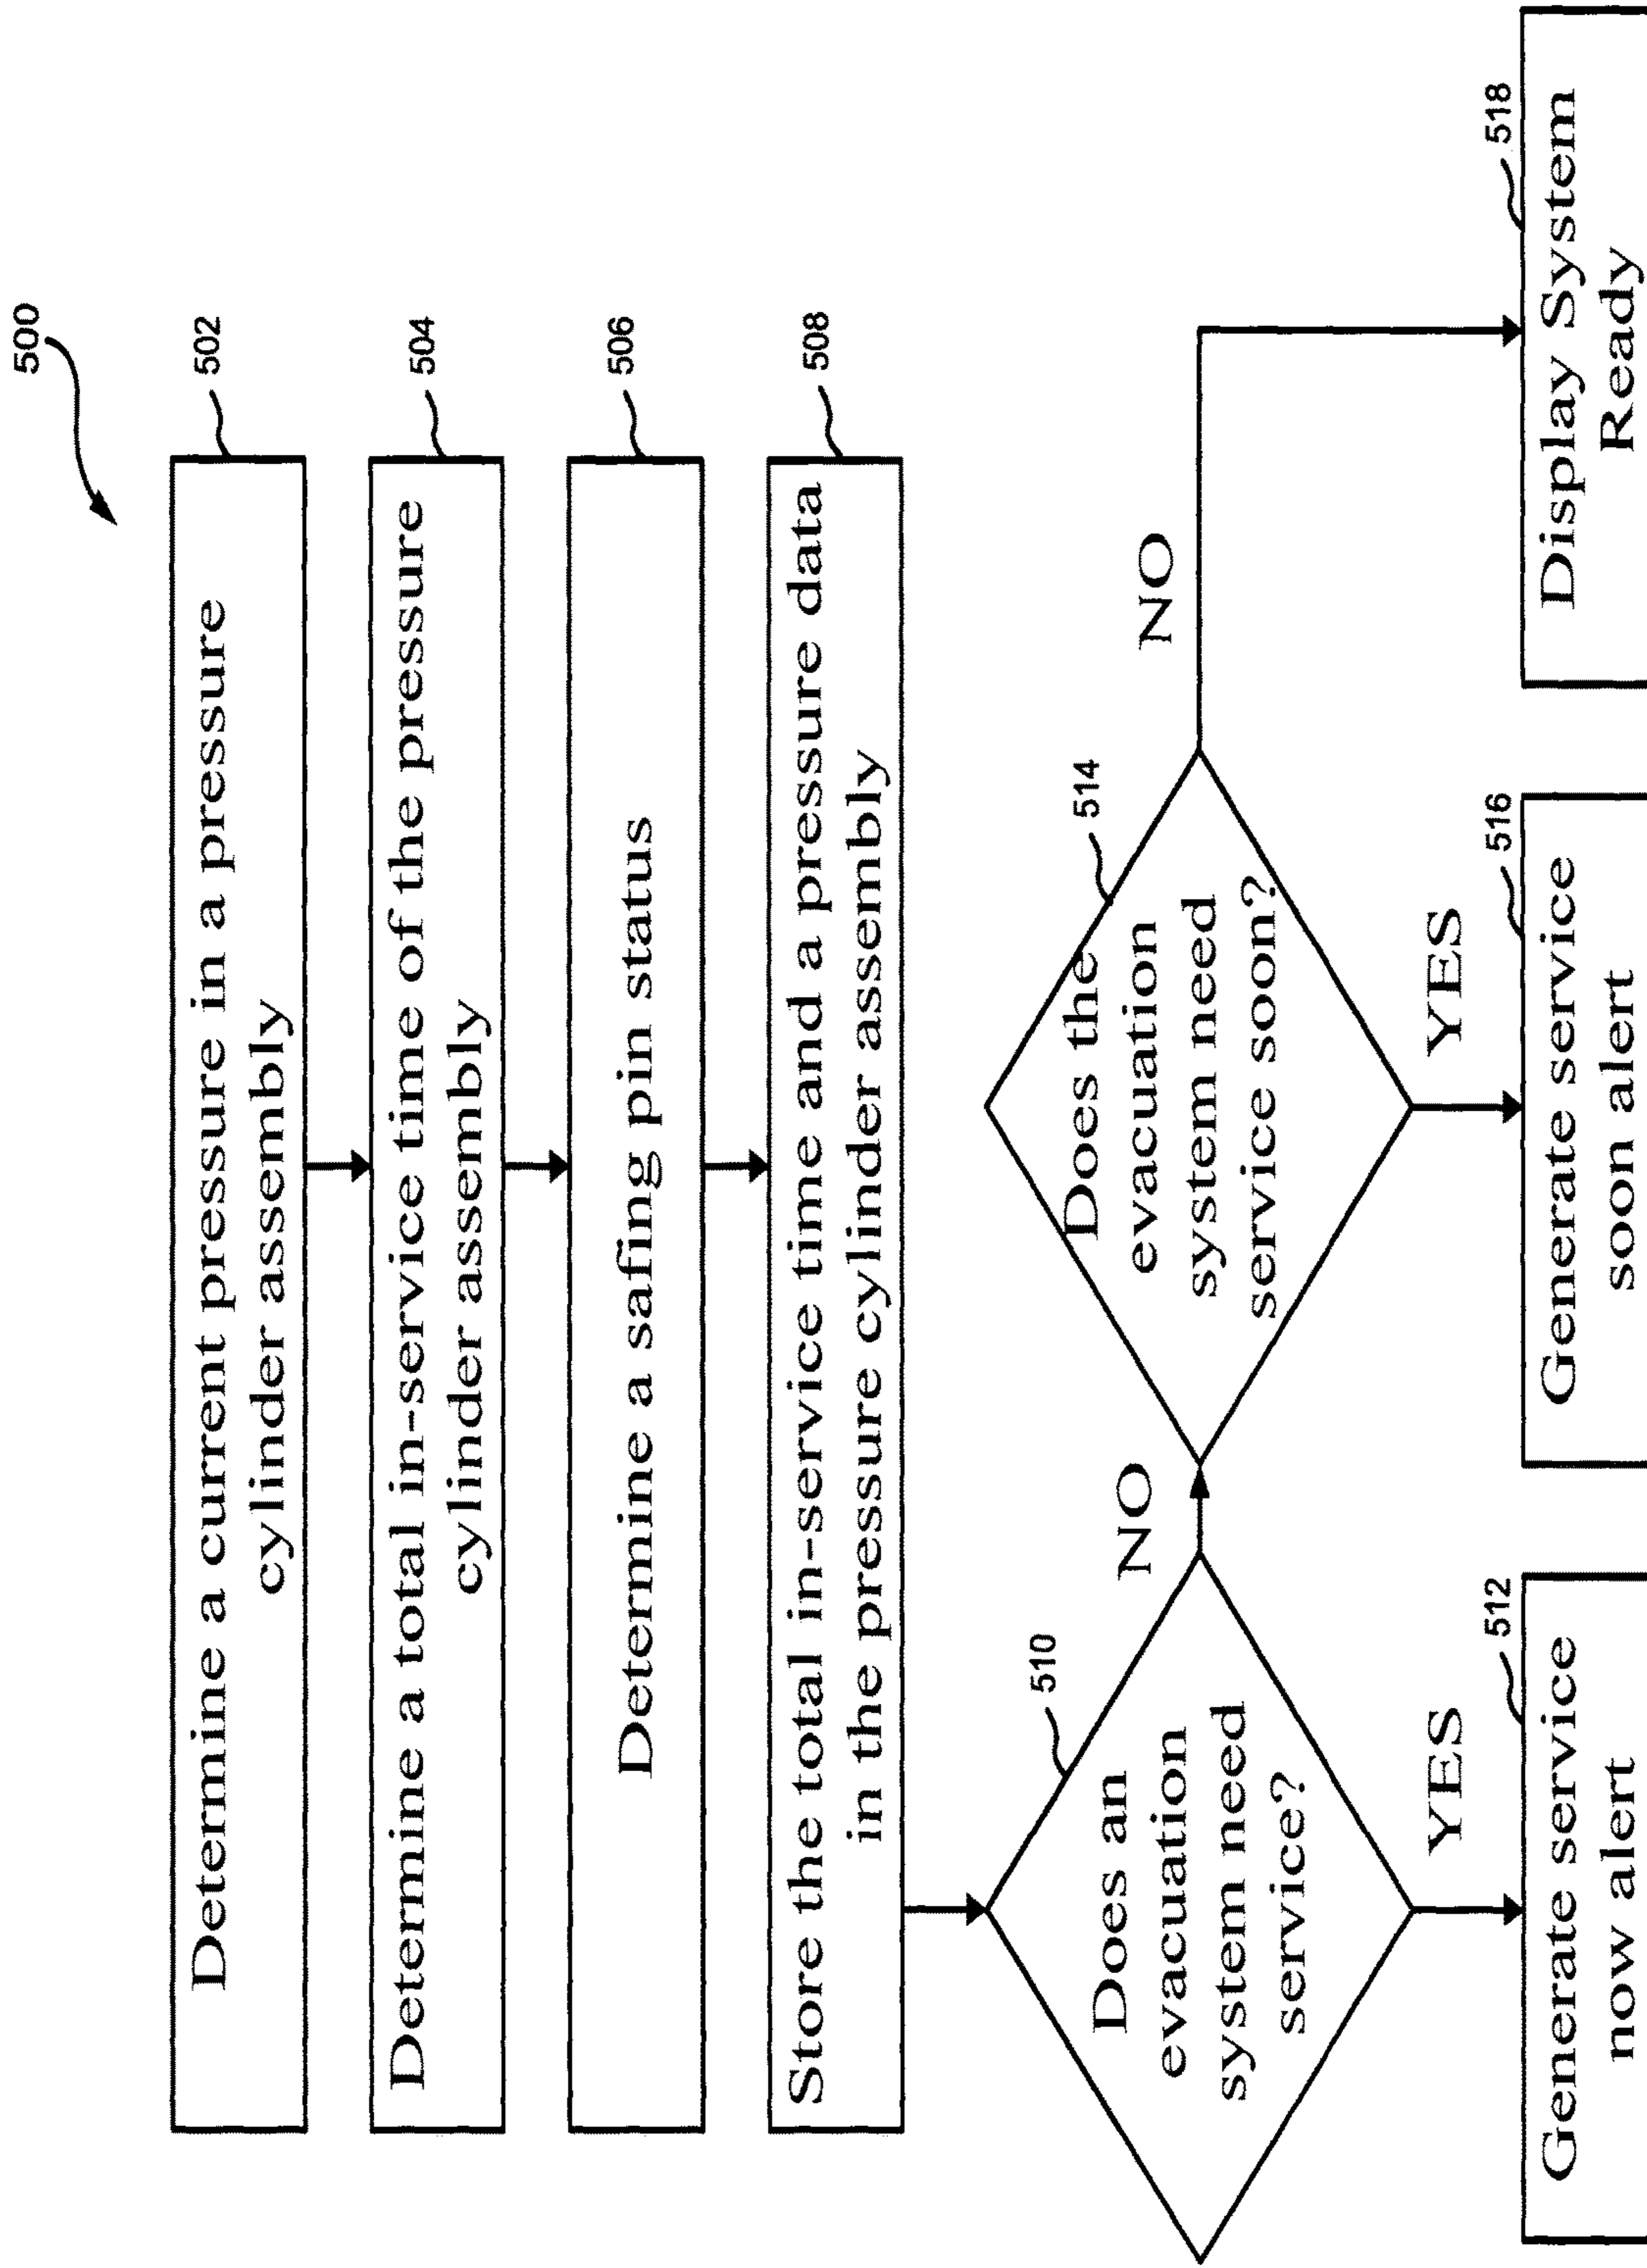 500
502
Determine a current pressure in a pressure
cylinder assembly
504
Determine a total in-service time of the pressure
cylinder assembly
506
Determine a safing pin status
508
Store the total in-service time and a pressure data
in the pressure cylinder assembly
510
Does an
evacuation
system need
service?
NO
YES
512
Generate service
now alert
514
Does the
evacuation
system need
service soon?
NO
YES
516
Generate service
soon alert
518
Display System
Ready